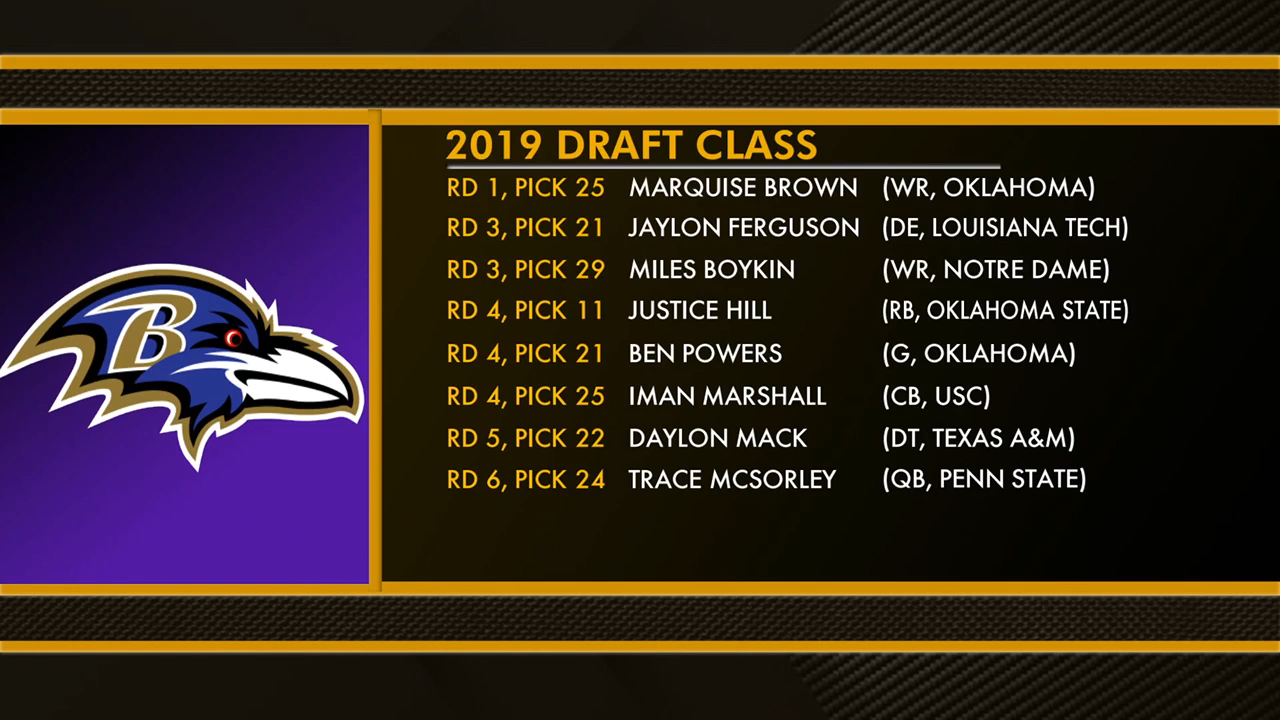 B
2019 DRAFT CLASS
RD 1, PICK 25 MARQUISE BROWN (WR, OKLAHOMA)
RD 3, PICK 21 JAYLON FERGUSON (DE, LOUISIANA TECH)
RD 3, PICK 29 MILES BOYKIN (WR, NOTRE DAME)
RD 4, PICK 11 JUSTICE HILL (RB, OKLAHOMA STATE)
RD 4, PICK 21 BEN POWERS (G, OKLAHOMA)
RD 4, PICK 25 IMAN MARSHALL (CB, USC)
RD 5, PICK 22 DAYLON MACK (DT, TEXAS A&M)
RD 6, PICK 24 TRACE MCSORLEY (QB, PENN STATE)